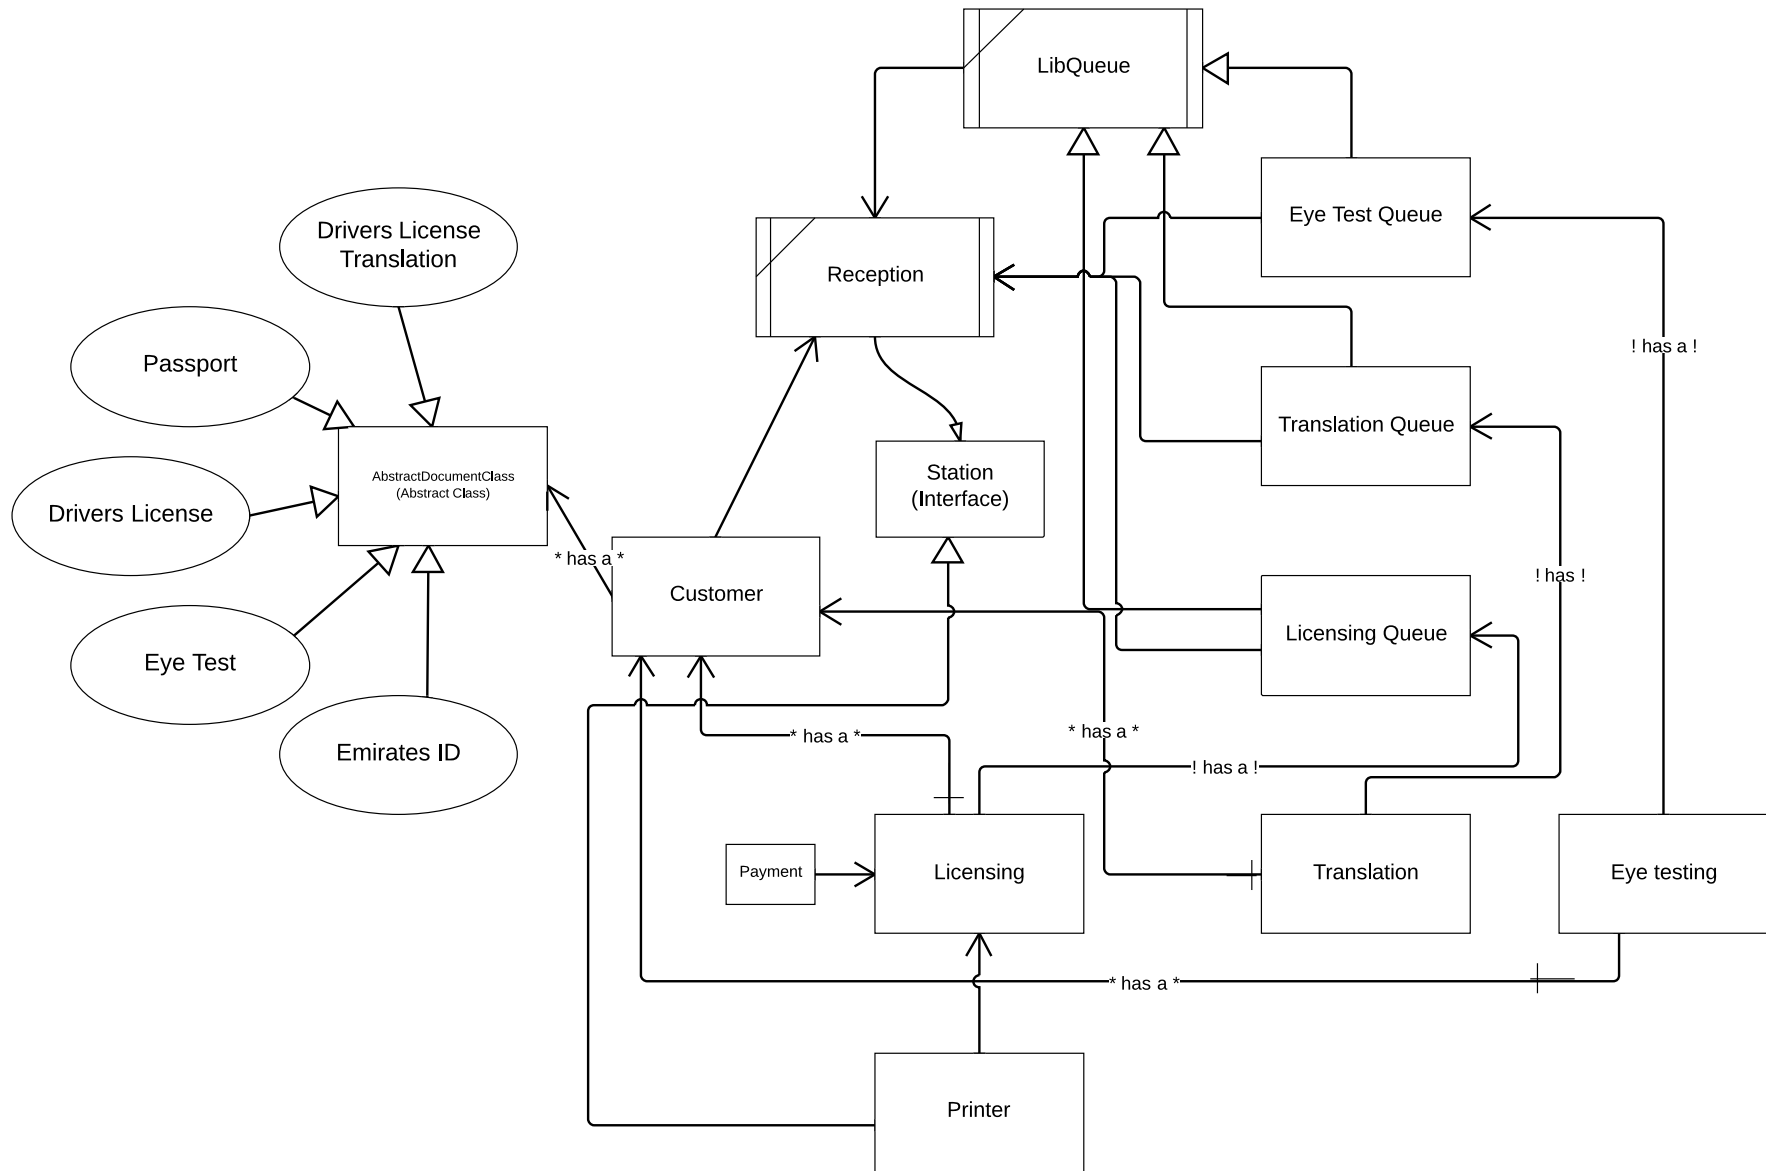 LibQueue
Eye Test Queue
Drivers License
Translation
Reception
! has a !
Passport
Translation Queue
Station
(Interface)
AbstractDocumentClass
(Abstract Class)
Drivers License
* has a *
! has !
Customer
Licensing Queue
Eye Test
* has a *
* has a *
Emirates ID
! has a !
Payment
Licensing
Translation
Eye testing
* has a *
Printer